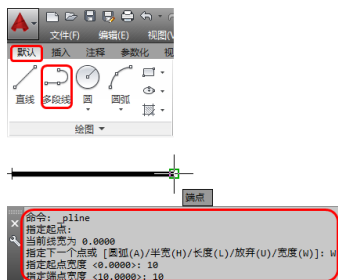 文件(F) 编辑(E) 视图(V
默认 插入 注释 参数化 视
直线 多段线 圆 圆弧
绘图
端点
命令: _pline
指定起点:
当前线宽为 0.0000
指定下一个点或 [圆弧(A)/半宽(H)/长度(L)/放弃(U)/宽度(W)]: W
指定起点宽度 <0.0000>: 10
指定端点宽度 <10.0000>: 10